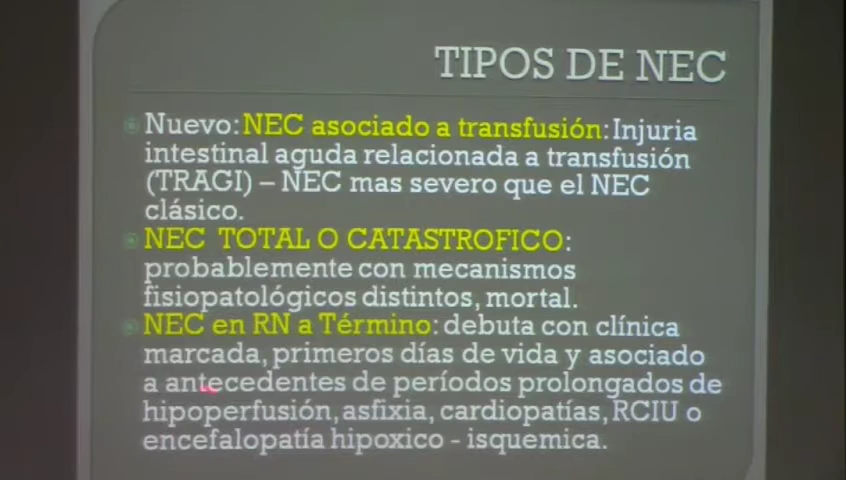 TIPOS DE NEC
Nuevo: NEC asociado a transfusión: Injuria
intestinal aguda relacionada a transfusión
(TRAGI) – NEC mas severo que el NEC
clásico.
NEC TOTAL O CATASTROFICO:
probablemente con mecanismos
fisiopatológicos distintos, mortal.
NEC en RN a Término: debuta con clínica
marcada, primeros días de vida y asociado
a antecedentes de períodos prolongados de
hipoperfusión, asfixia, cardiopatías, RCIU o
encefalopatía hipoxico - isquemica.